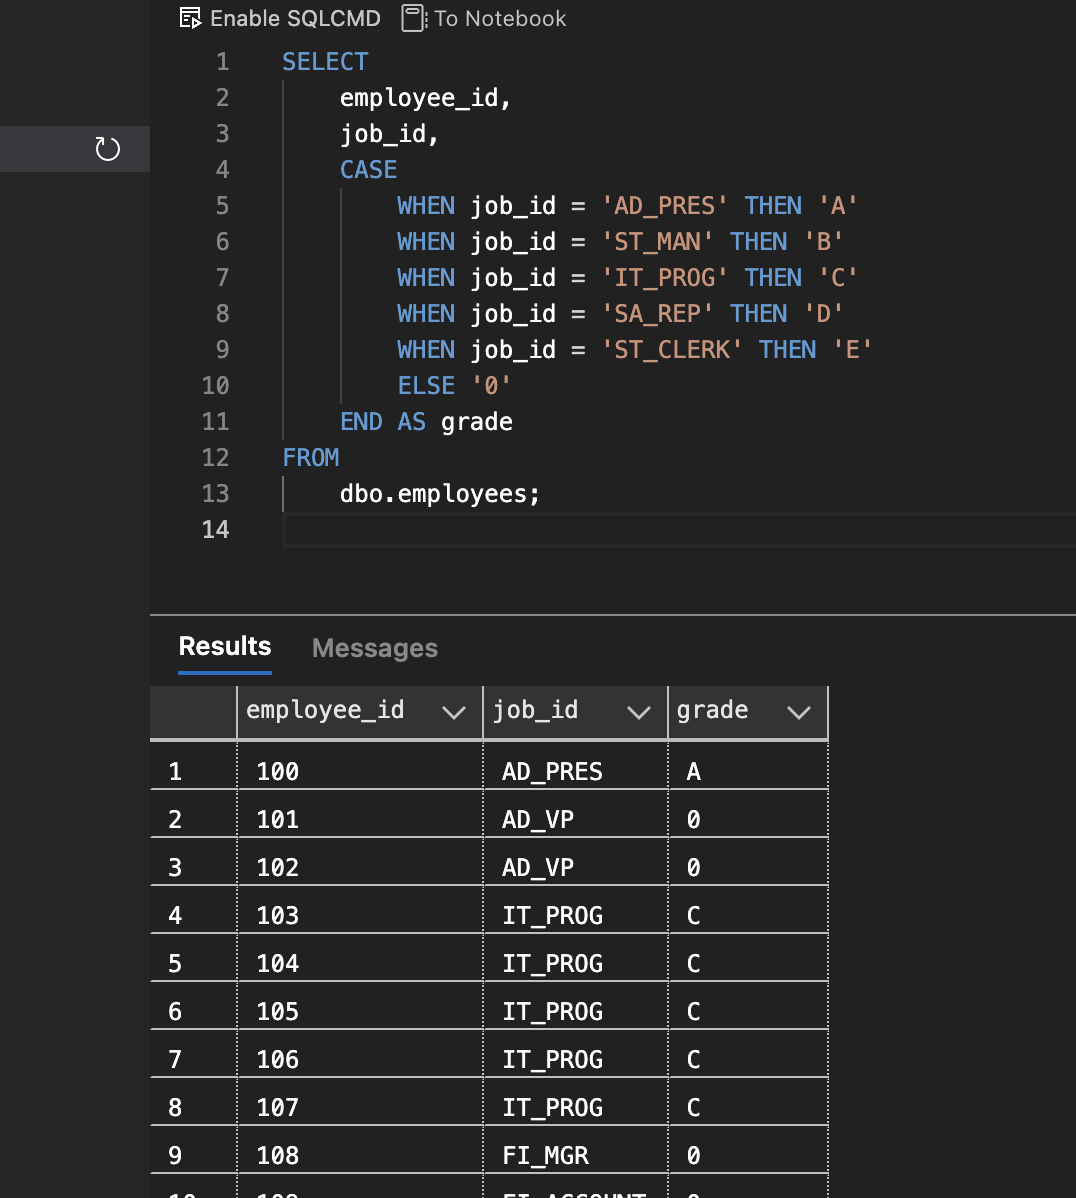 Enable SQLCMD To Notebook
1 SELECT
2 employee_id,
3 job_id,
4 CASE
5 WHEN job_id = 'AD_PRES' THEN 'A'
6 WHEN job_id = 'ST_MAN' THEN 'B'
7 WHEN job_id = 'IT_PROG' THEN 'C'
8 WHEN job_id = 'SA_REP' THEN 'D'
9 WHEN job_id = 'ST_CLERK' THEN 'E'
10 ELSE '0'
11 END AS grade
12 FROM
13 dbo.employees;
14
Results Messages
employee_id job_id grade
1 100 AD_PRES A
2 101 AD_VP 0
3 102 AD_VP 0
4 103 IT_PROG C
5 104 IT_PROG C
6 105 IT_PROG C
7 106 IT_PROG C
8 107 IT_PROG C
9 108 FI_MGR 0
10 109 FI_ACCOUNT 0